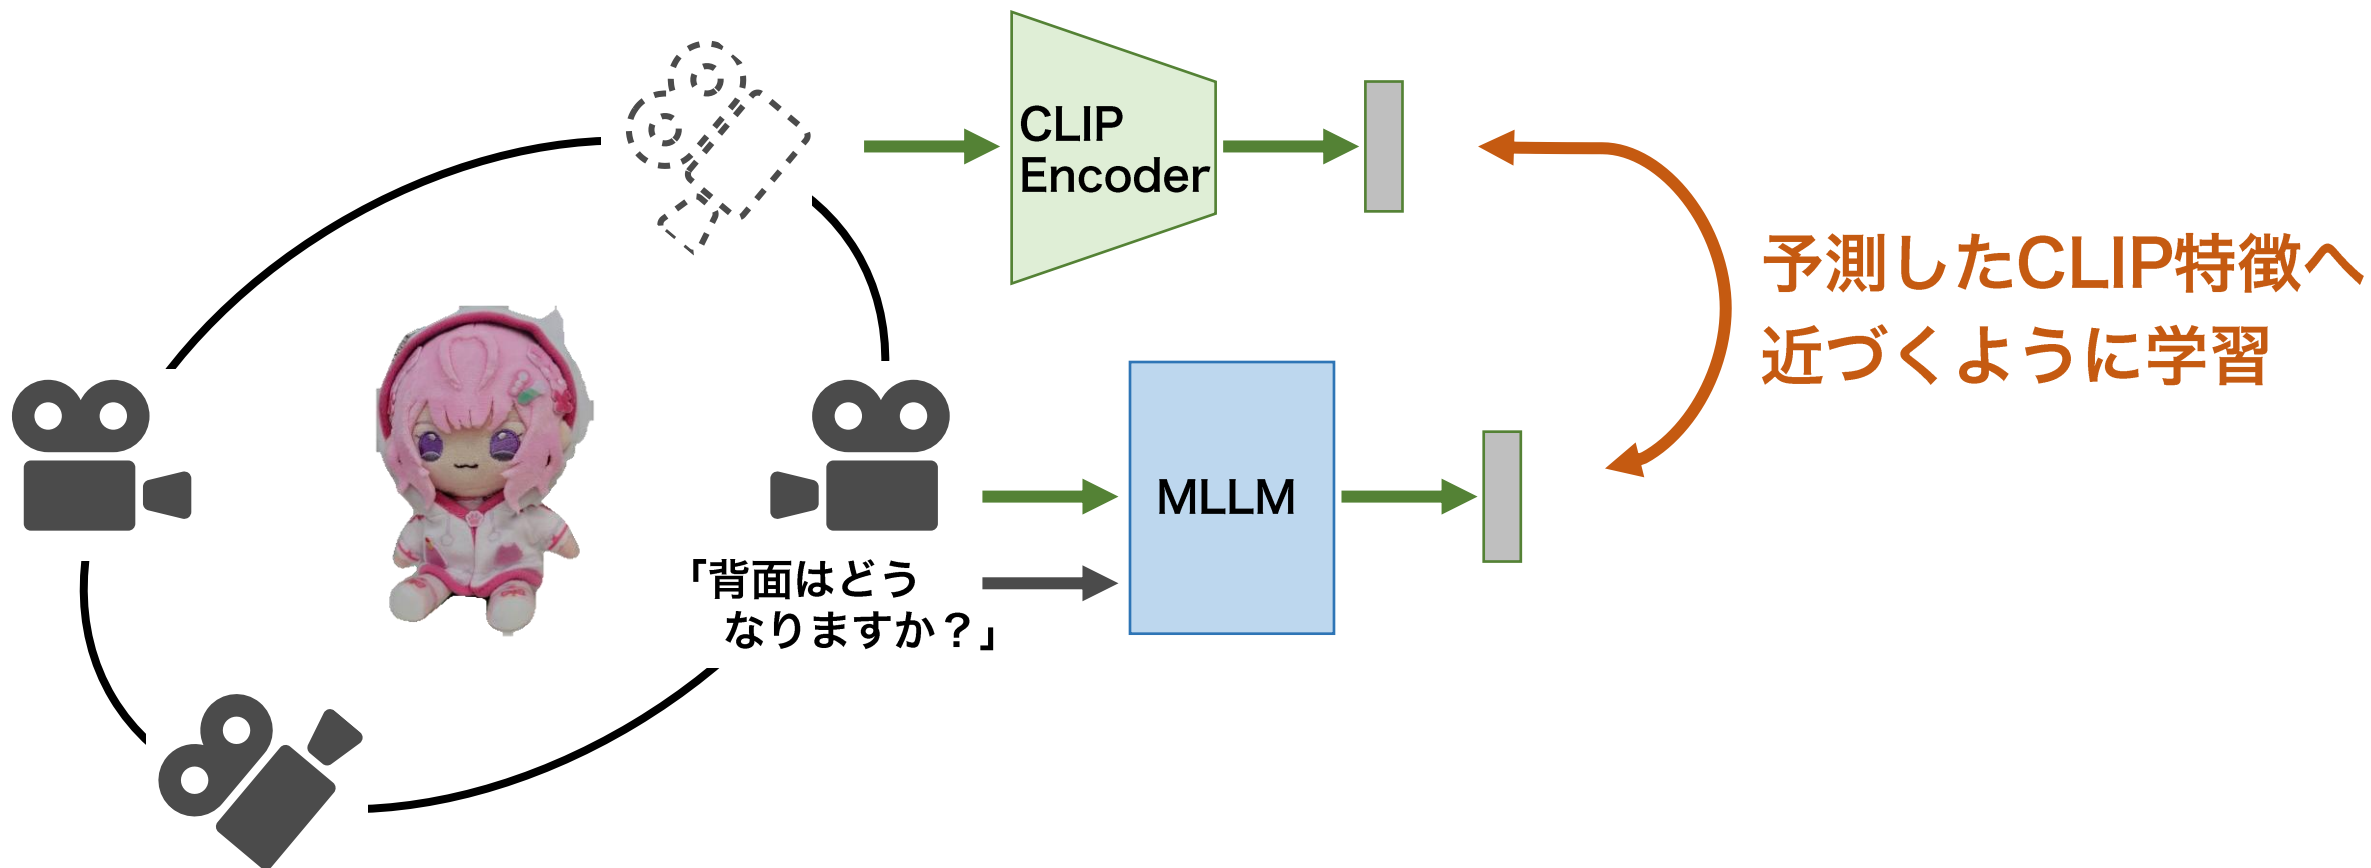 CLIP
Encoder
予測したCLIP特徴へ
近づくように学習
MLLM
「背面はどう
なりますか？」